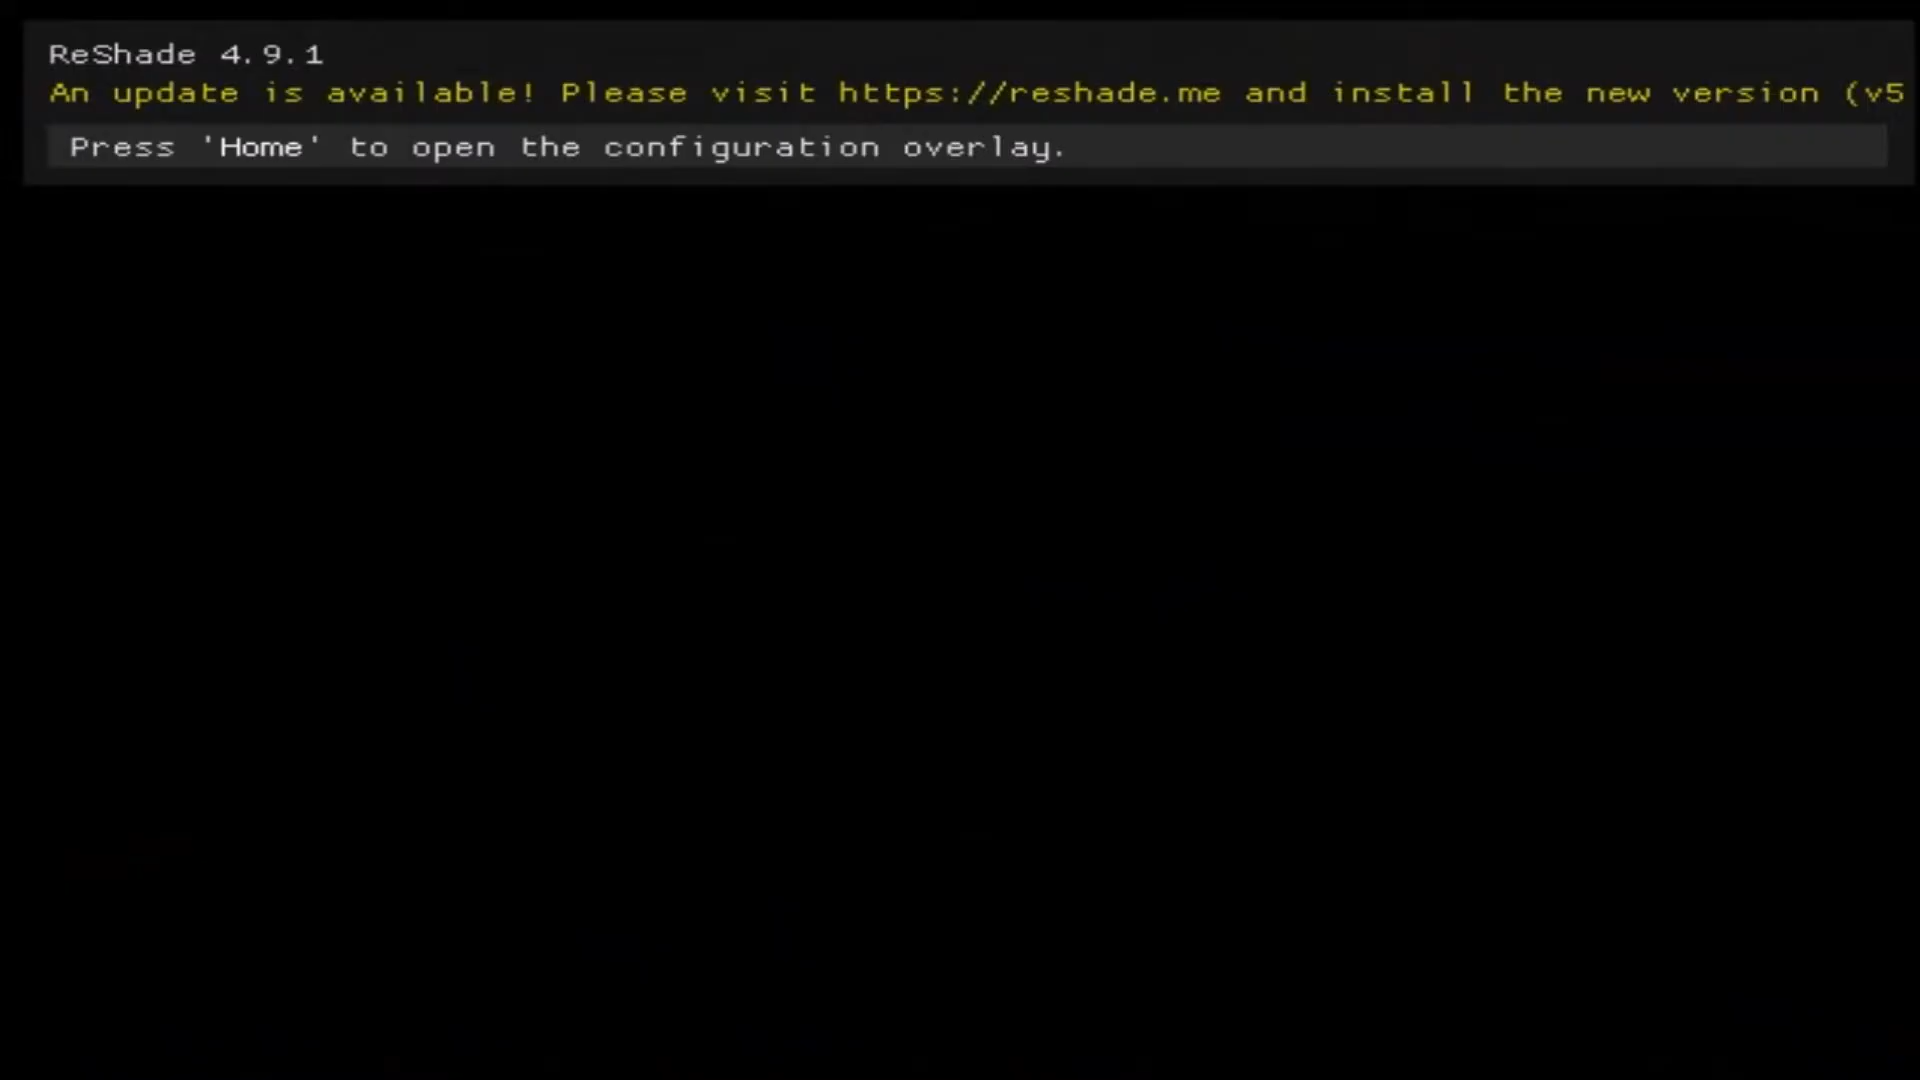 ReShade 4.9.1
An update is available! Please visit https://reshade.me and install the new version (v5
Press 'Home' to open the configuration overlay.